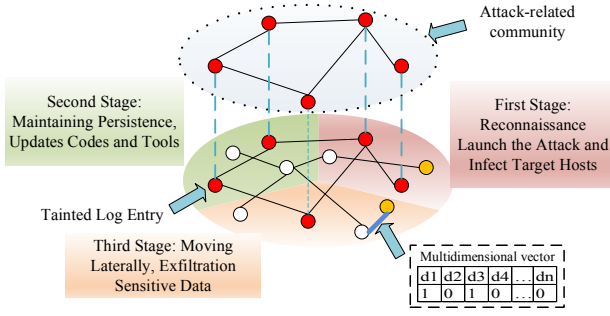 Attack-related
community
Second Stage:
Maintaining Persistence,
Updates Codes and Tools
First Stage:
Reconnaissance
Launch the Attack and
Infect Target Hosts
Tainted Log Entry
Third Stage: Moving
Laterally, Exfiltration
Sensitive Data
Multidimensional vector
d1 d2 d3 d4 ... dn
1 0 1 0 ... 0